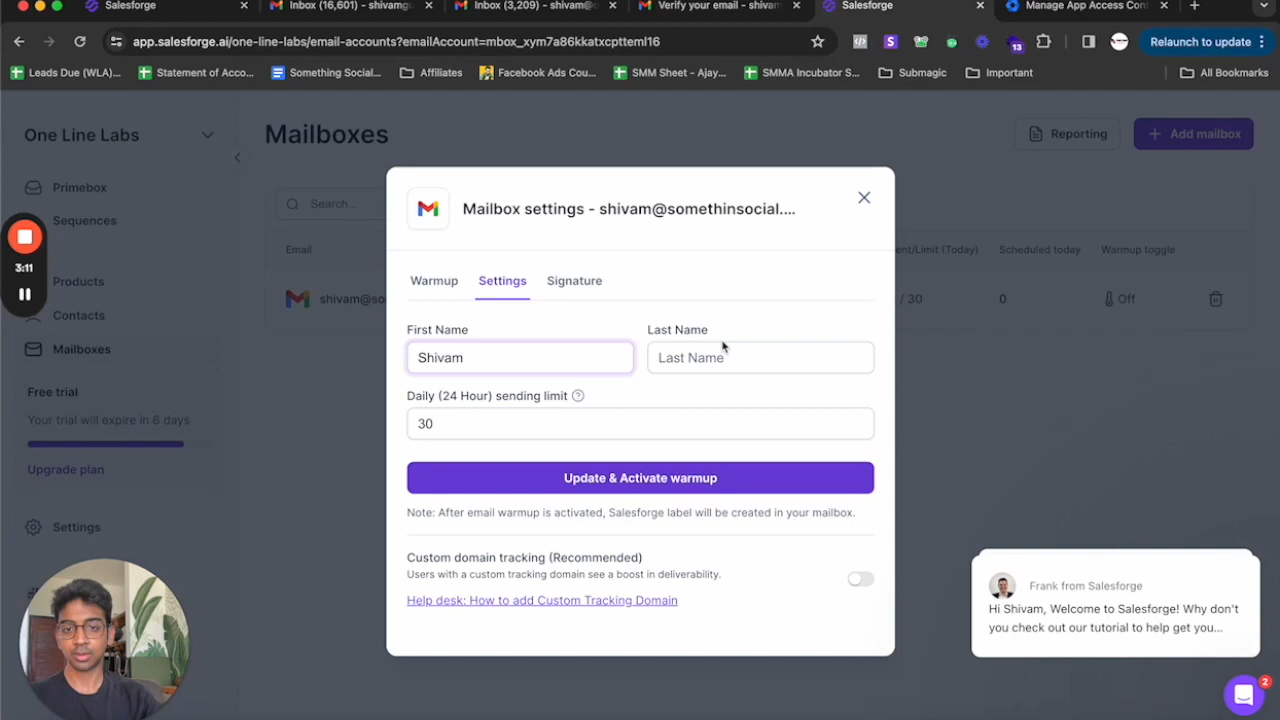 Salesforge
Inbox (16,601) - shivamgu
Inbox (3,209) - shivam@
Verify your email - shivam
Salesforge
Manage App Access Con
app.salesforge.ai/one-line-labs/email-accounts?emailAccount=mbox_xym7a86kkatxcptteml16
13
Relaunch to update
Leads Due (WLA)...
Statement of Acco...
Something Social...
Affiliates
Facebook Ads Cou...
SMM Sheet - Ajay...
SMMA Incubator S...
Submagic
Important
All Bookmarks
One Line Labs
Mailboxes
Reporting
Add mailbox
Primebox
Sequences
Products
Contacts
Mailboxes
Free trial
Your trial will expire in 6 days
Upgrade plan
Settings
3:11
Search...
Email
ent/Limit (Today)
Scheduled today
Warmup toggle
shivam@so
/ 30
0
Off
Mailbox settings - shivam@somethinsocial....
Warmup
Settings
Signature
First Name
Last Name
Shivam
Last Name
Daily (24 Hour) sending limit
30
Update & Activate warmup
Note: After email warmup is activated, Salesforge label will be created in your mailbox.
Custom domain tracking (Recommended)
Users with a custom tracking domain see a boost in deliverability.
Help desk: How to add Custom Tracking Domain
Frank from Salesforge
Hi Shivam, Welcome to Salesforge! Why don't
you check out our tutorial to help get you...
2